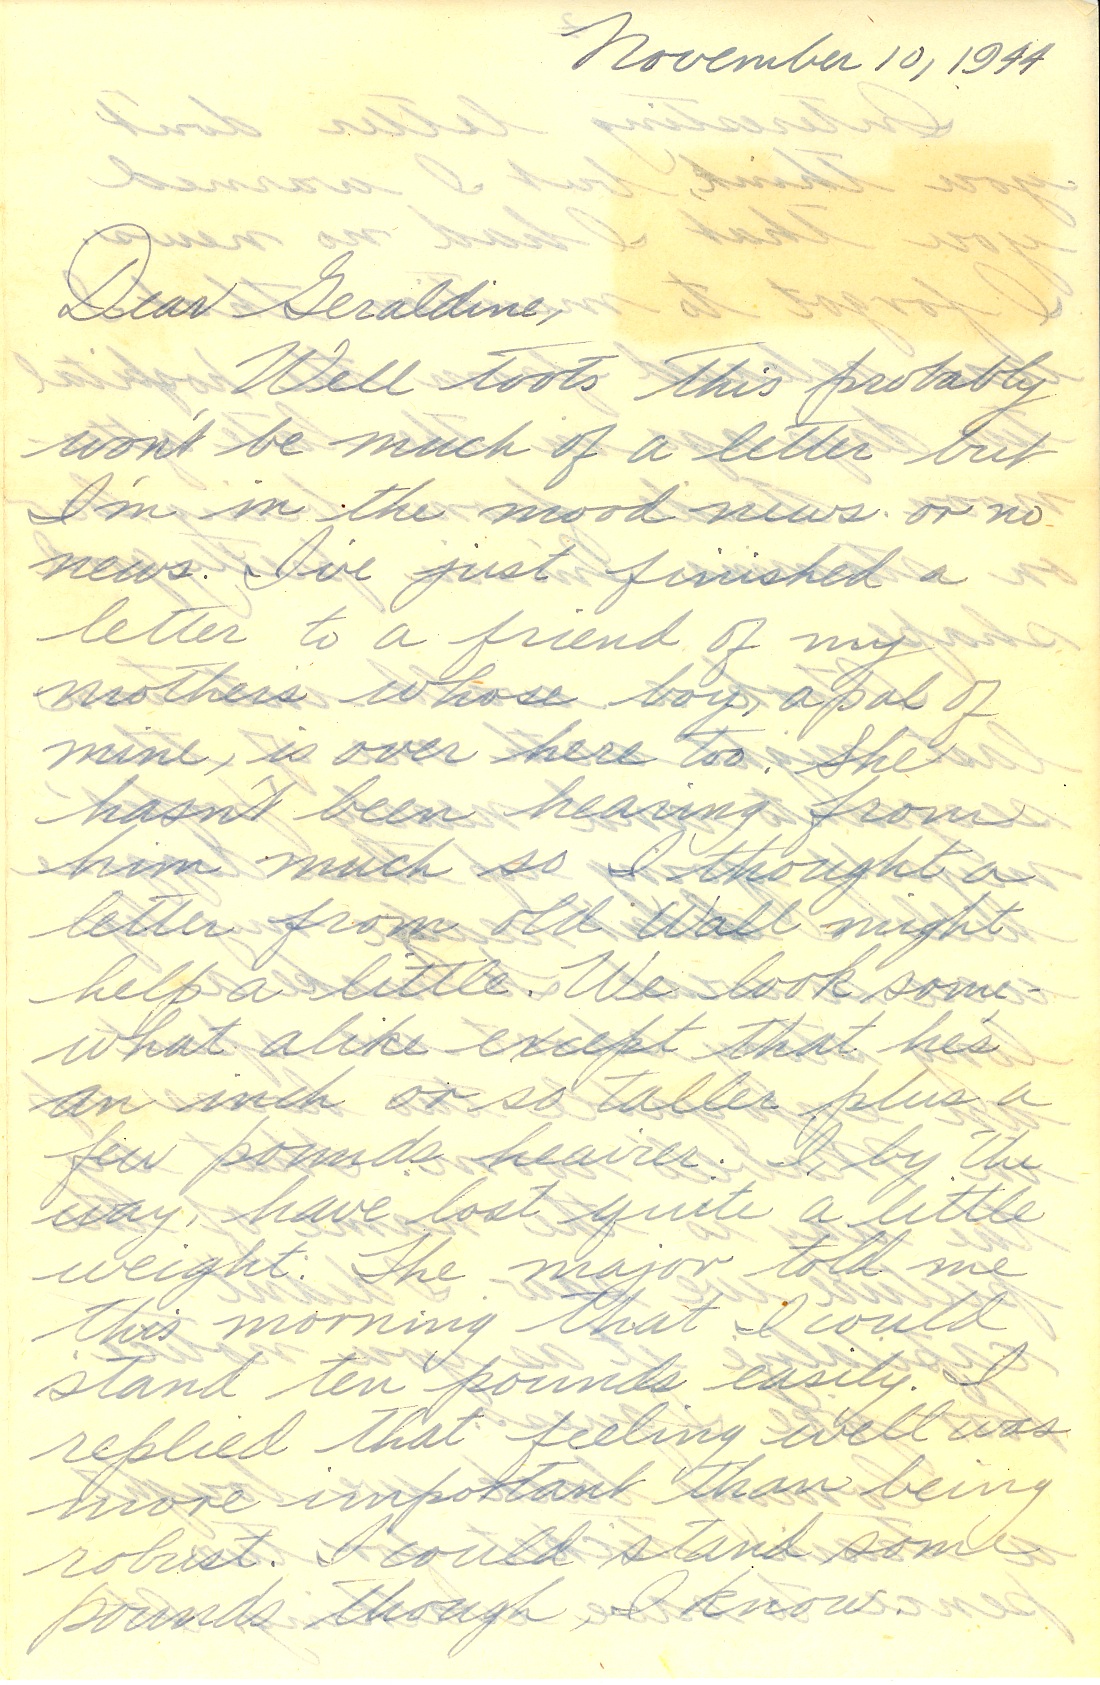 November 10, 1944
Dear Geraldine,
Well toots this probably
won't be much of a letter but
I'm in the mood news or no
news. I've just finished a
letter to a friend of my
mothers whose boy, a pal of
mine, is over here too. She
hasn't been hearing from
him much so I thought a
letter from old Wall might
help a little. We look some-
what alike except that he's
an inch or so taller plus a
few pounds heavier. I, by the
way, have lost quite a little
weight. The major told me
this morning that I could
stand ten pounds easily. I
replied that feeling well was
more important than being
robust. I could stand some
pounds though, I know.